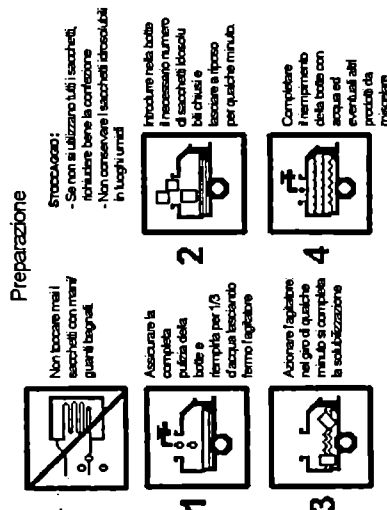 Preparazione
Non toccare mai i
sacchetti con mani/
guanti bagnati.
STOCCAGGIO:
- Se non si utilizzano tutti i sacchetti,
richiudere bene la confezione
- Non conservare i sacchetti idrosolubili
in luoghi umidi
1
Assicurare la
completa
pulizia della
botte e
riempirla per 1/3
d'acqua lasciando
fermo l'agitatore
2
Introdurre nella botte
il necessario numero
di sacchetti idrosolu
bili chiusi e
lasciare a riposo
per qualche minuto.
3
Azionare l'agitatore:
nel giro di qualche
minuto si completa
la solubilizzazione
4
Completare
il riempimento
della botte con
acqua ed
eventuali altri
prodotti da
miscelare